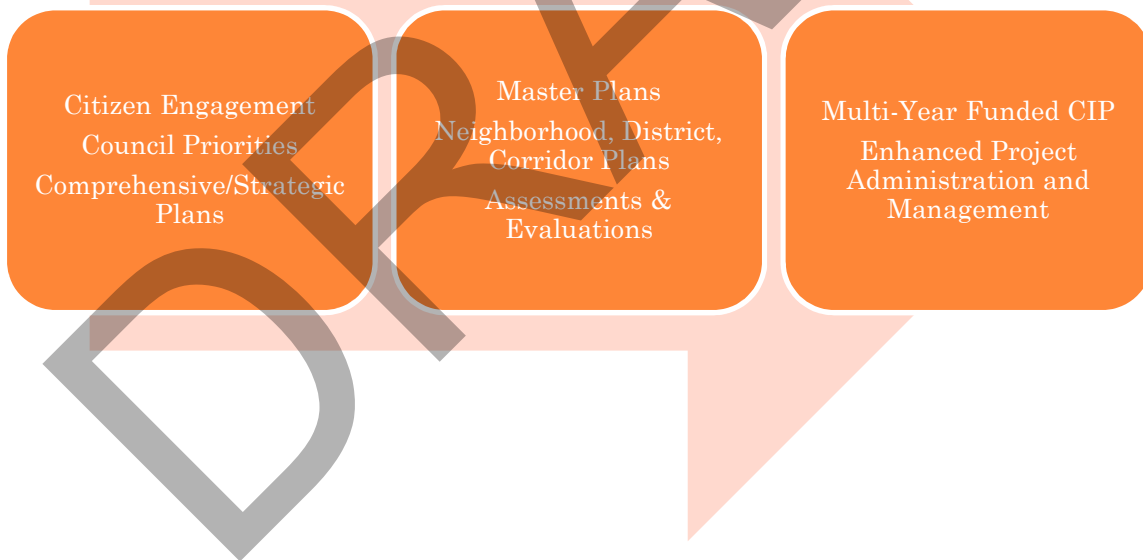 Citizen Engagement
Council Priorities
Comprehensive/Strategic
Plans
Master Plans
Neighborhood, District,
Corridor Plans
Assessments &
Evaluations
Multi-Year Funded CIP
Enhanced Project
Administration and
Management
DRA